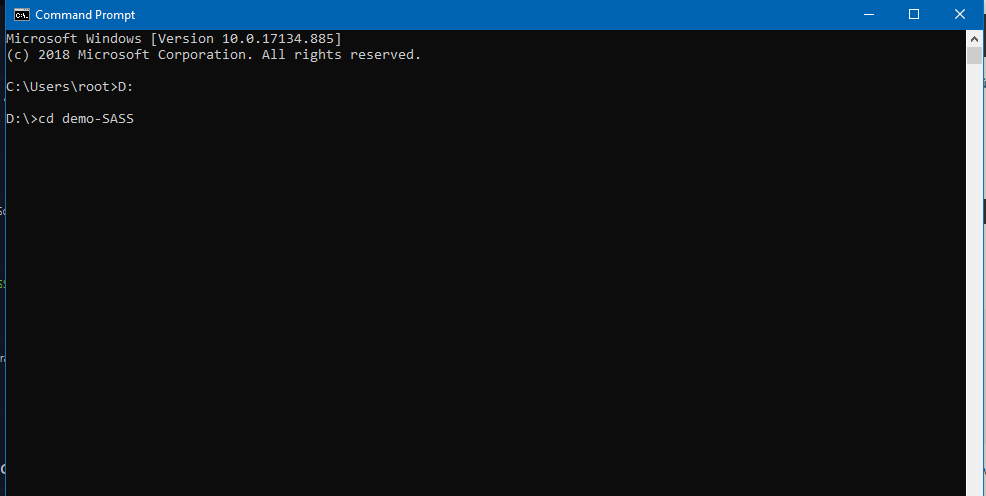 Command Prompt
Microsoft Windows [Version 10.0.17134.885]
(c) 2018 Microsoft Corporation. All rights reserved.
C:\Users\root>D:
D:\>cd demo-SASS